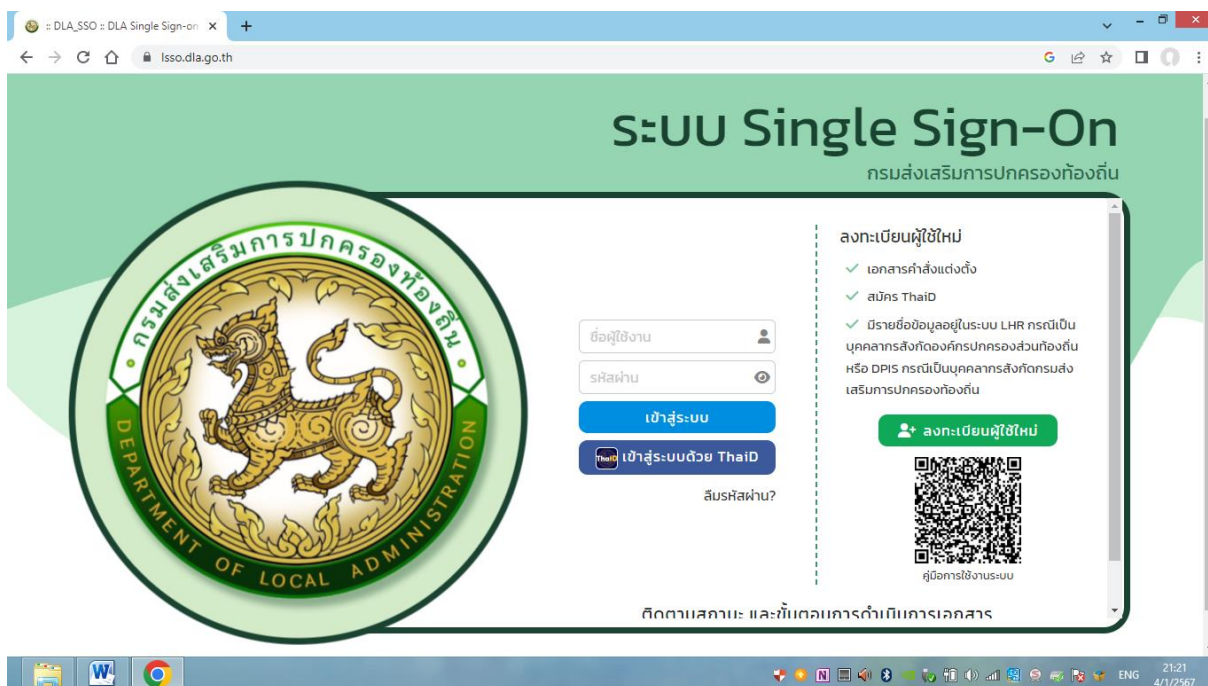 :: DLA_SSO :: DLA Single Sign-on
lsso.dla.go.th
ระบบ Single Sign-On
กรมส่งเสริมการปกครองท้องถิ่น
กรมส่งเสริมการปกครองท้องถิ่น
DEPARTMENT OF LOCAL ADMINISTRATION
ชื่อผู้ใช้งาน
รหัสผ่าน
เข้าสู่ระบบ
ThaiD เข้าสู่ระบบด้วย ThaiD
ลืมรหัสผ่าน?
ลงทะเบียนผู้ใช้ใหม่
เอกสารคำสั่งแต่งตั้ง
สมัคร ThaiD
มีรายชื่อข้อมูลอยู่ในระบบ LHR กรณีเป็น
บุคคลากรสังกัดองค์กรปกครองส่วนท้องถิ่น
หรือ DPIS กรณีเป็นบุคคลากรสังกัดกรมส่ง
เสริมการปกครองท้องถิ่น
ลงทะเบียนผู้ใช้ใหม่
คู่มือการใช้งานระบบ
ติดตามสถานะ และขั้นตอนการดำเนินการเอกสาร
ENG
21:21
4/1/2567